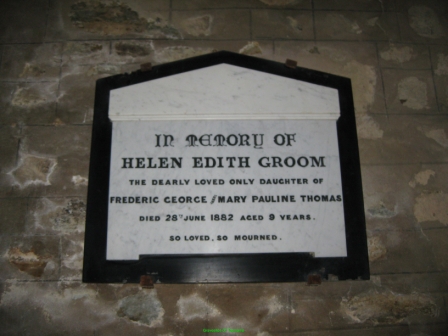 IN MEMORY OF
HELEN EDITH GROOM
THE DEARLY LOVED ONLY DAUGHTER OF
FREDERIC GEORGE and MARY PAULINE THOMAS
DIED 28TH JUNE 1882 AGED 9 YEARS.
SO LOVED, SO MOURNED.